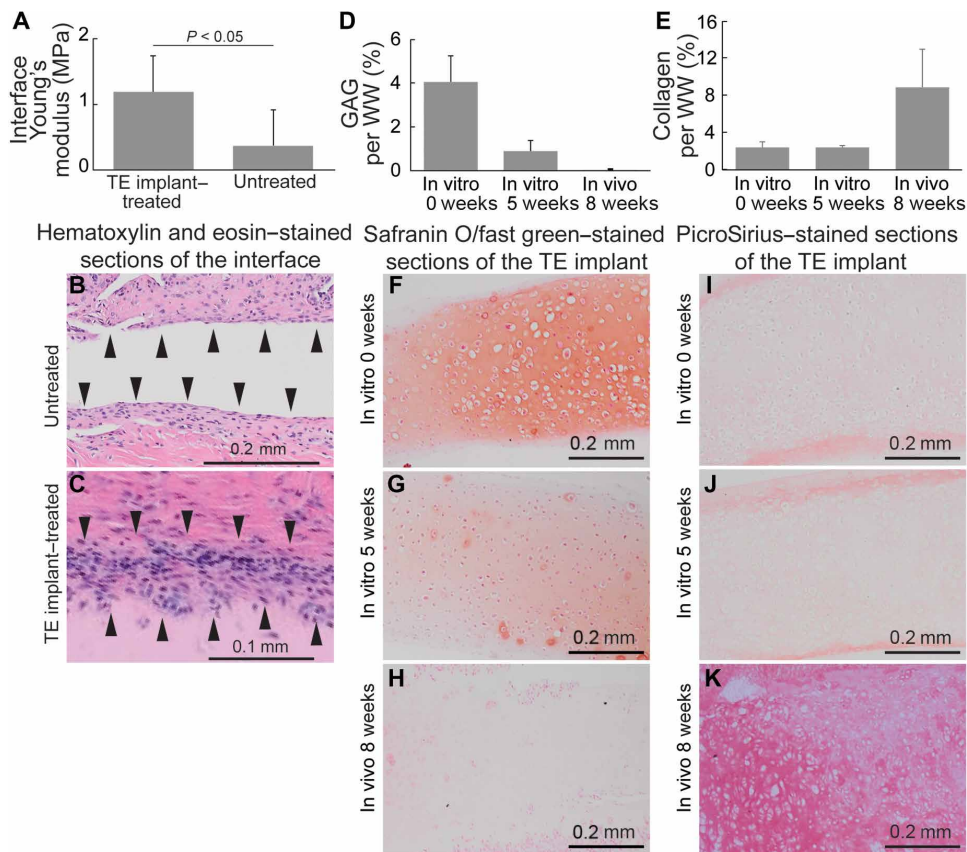 A
Interface
Young's
modulus (MPa)
2
1
0
P < 0.05
TE implant–
treated
Untreated
D
GAG
per WW (%)
6
4
2
0
In vitro
0 weeks
In vitro
5 weeks
In vivo
8 weeks
E
Collagen
per WW (%)
16
12
8
4
0
In vitro
0 weeks
In vitro
5 weeks
In vivo
8 weeks
Hematoxylin and eosin–stained
sections of the interface
B
Untreated
0.2 mm
C
TE implant–treated
0.1 mm
Safranin O/fast green–stained
sections of the TE implant
F
In vitro 0 weeks
0.2 mm
G
In vitro 5 weeks
0.2 mm
H
In vivo 8 weeks
0.2 mm
PicroSirius–stained sections
of the TE implant
I
In vitro 0 weeks
0.2 mm
J
In vitro 5 weeks
0.2 mm
K
In vivo 8 weeks
0.2 mm